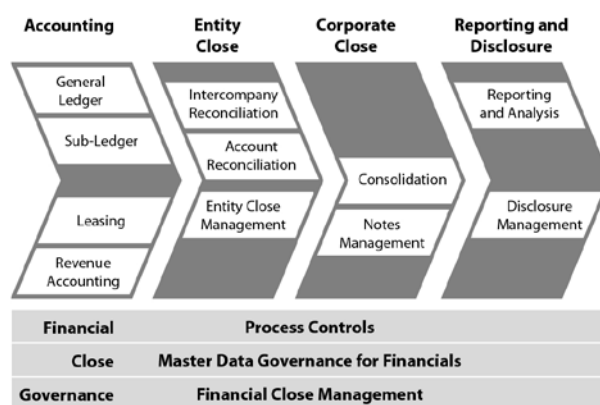 Accounting
General
Ledger
Sub-Ledger
Leasing
Revenue
Accounting
Entity
Close
Intercompany
Reconciliation
Account
Reconciliation
Entity Close
Management
Corporate
Close
Consolidation
Notes
Management
Reporting and
Disclosure
Reporting
and Analysis
Disclosure
Management
Financial Process Controls
Close Master Data Governance for Financials
Governance Financial Close Management